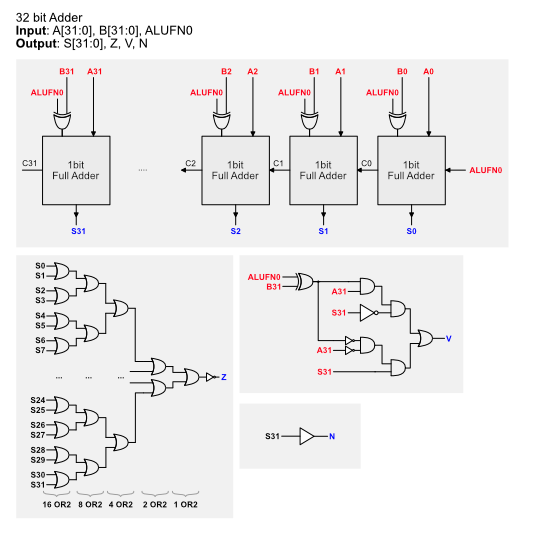 32 bit Adder
Input: A[31:0], B[31:0], ALUFN0
Output: S[31:0], Z, V, N
B31 A31 B2 A2 B1 A1 B0 A0
ALUFN0 ALUFN0 ALUFN0 ALUFN0
C31 1bit Full Adder .... C2 1bit Full Adder C1 1bit Full Adder C0 1bit Full Adder ALUFN0
S31 S2 S1 S0
S0
S1
S2
S3
S4
S5
S6
S7
... ... ... Z
S24
S25
S26
S27
S28
S29
S30
S31
16 OR2 8 OR2 4 OR2 2 OR2 1 OR2
ALUFN0
B31
A31
S31
V
A31
S31
S31 N